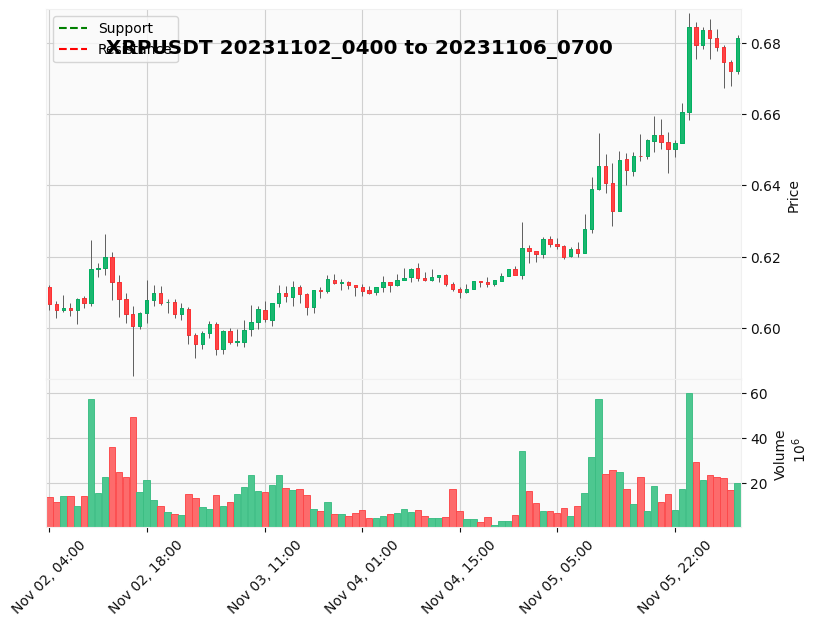 Support
Resistance
XRPUSDT 20231102_0400 to 20231106_0700
0.68
0.66
0.64
0.62
0.60
Price
60
40
20
Volume
10^6
Nov 02, 04:00
Nov 02, 18:00
Nov 03, 11:00
Nov 04, 01:00
Nov 04, 15:00
Nov 05, 05:00
Nov 05, 22:00